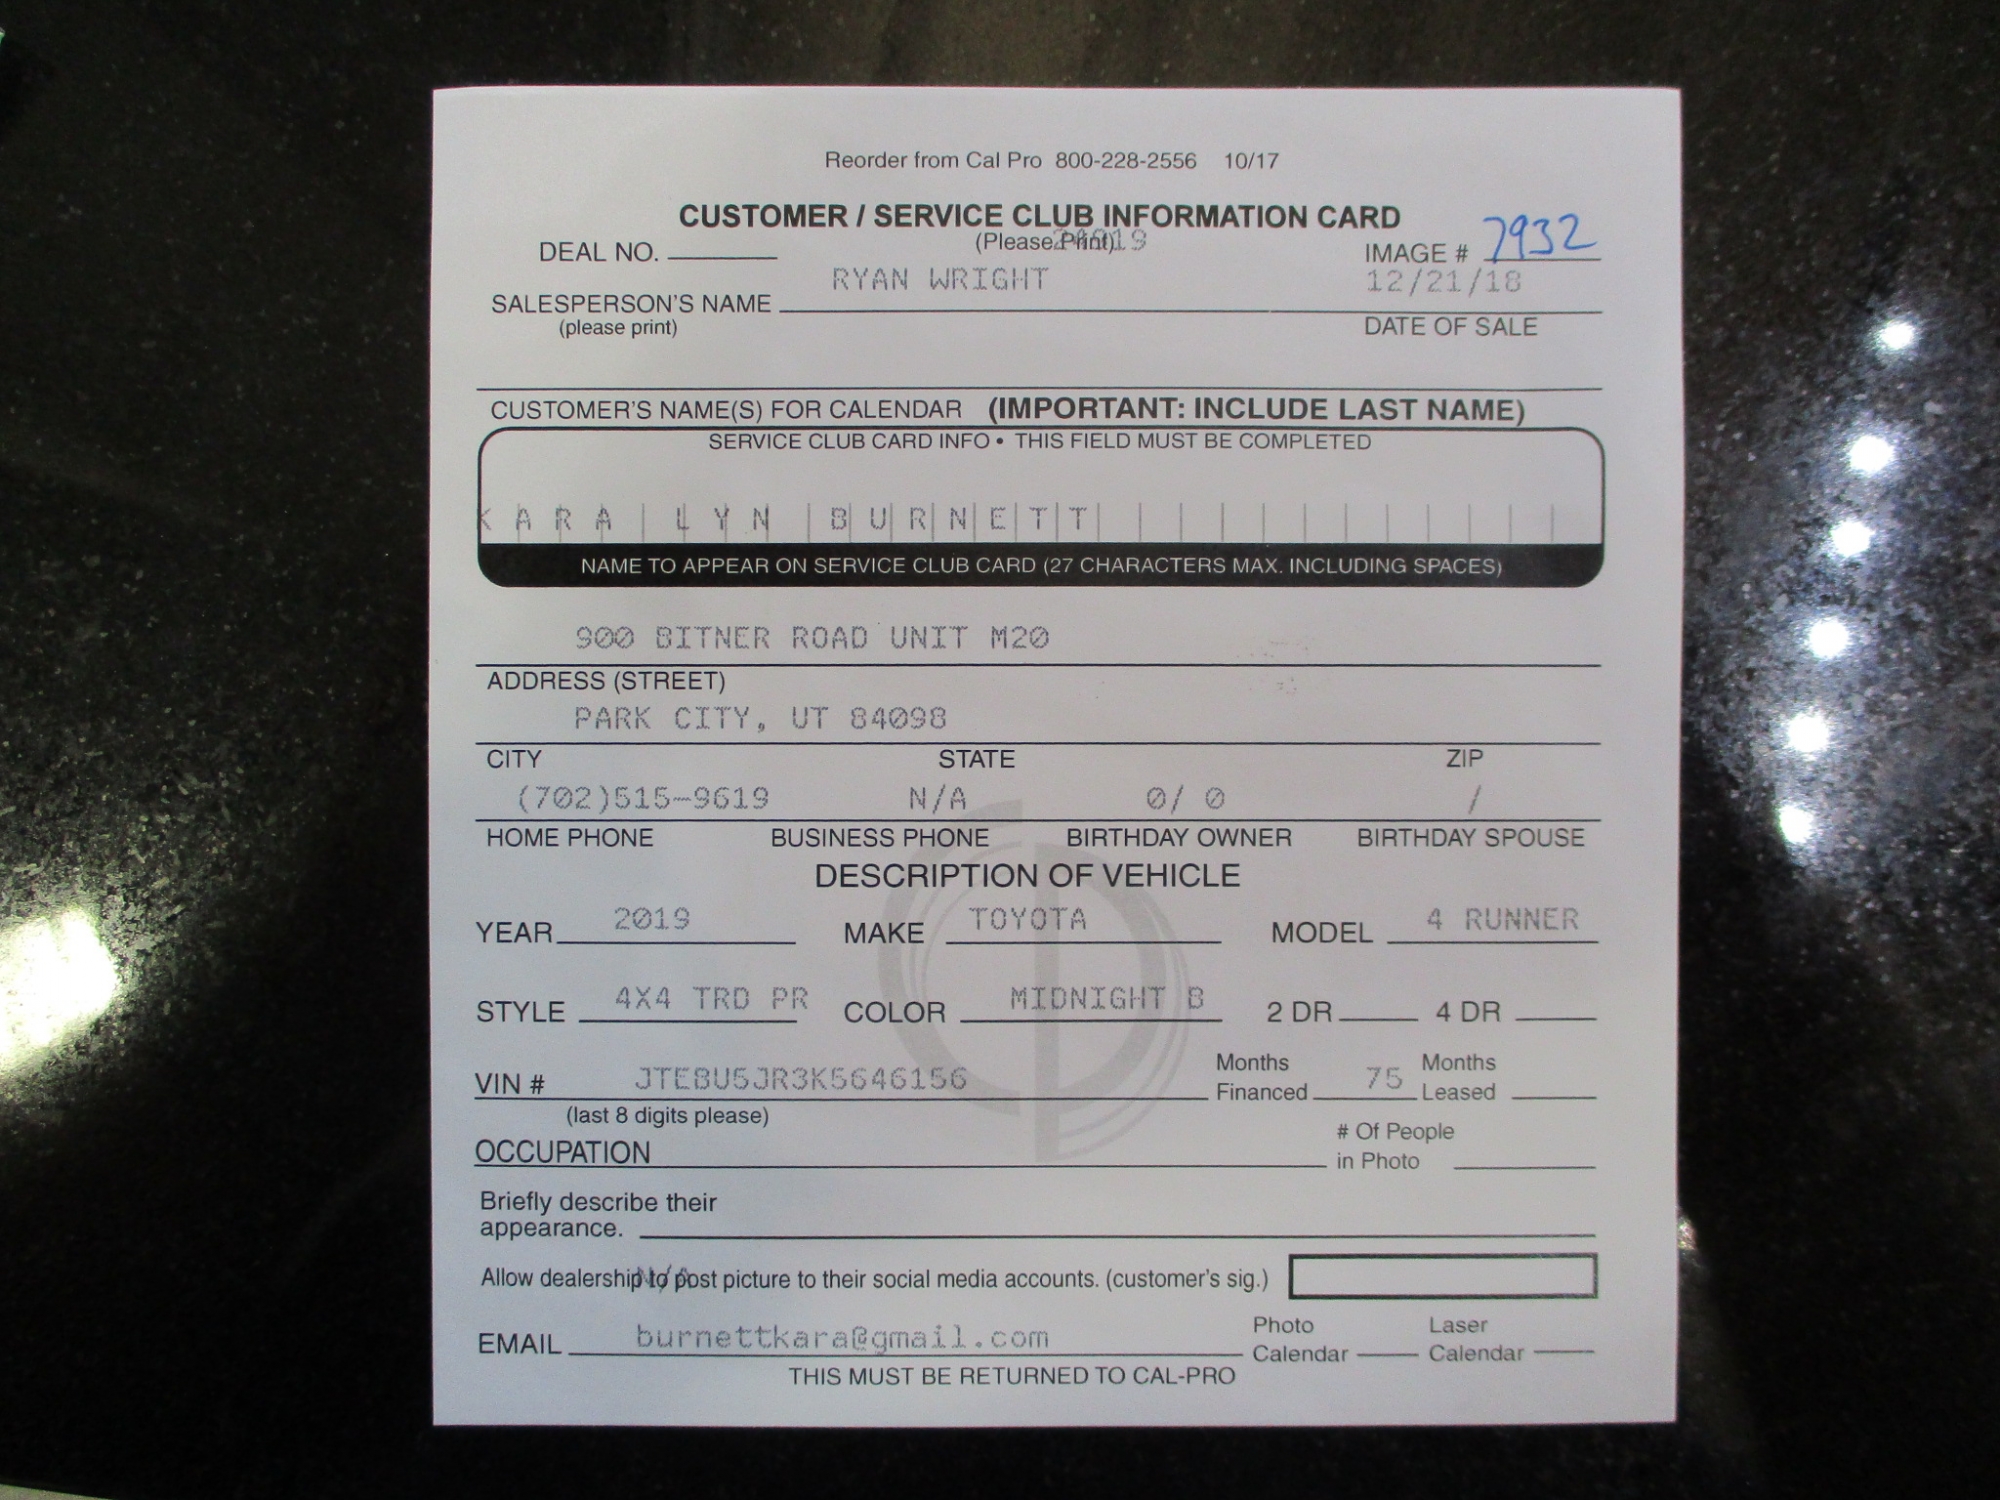 Reorder from Cal Pro 800-228-2556 10/17
CUSTOMER / SERVICE CLUB INFORMATION CARD
(Please Print)
DEAL NO. IMAGE # 7932
RYAN WRIGHT 12/21/18
SALESPERSON'S NAME
(please print) DATE OF SALE
CUSTOMER'S NAME(S) FOR CALENDAR (IMPORTANT: INCLUDE LAST NAME)
SERVICE CLUB CARD INFO • THIS FIELD MUST BE COMPLETED
KARA LYN BURNETT
NAME TO APPEAR ON SERVICE CLUB CARD (27 CHARACTERS MAX. INCLUDING SPACES)
900 BITNER ROAD UNIT M20
ADDRESS (STREET)
PARK CITY, UT 84098
CITY STATE ZIP
(702)515-9619 N/A 0/ 0 /
HOME PHONE BUSINESS PHONE BIRTHDAY OWNER BIRTHDAY SPOUSE
DESCRIPTION OF VEHICLE
YEAR 2019 MAKE TOYOTA MODEL 4 RUNNER
STYLE 4X4 TRD PR COLOR MIDNIGHT B 2 DR 4 DR
VIN # JTEBU5JR3K5646156 Months Financed 75 Months Leased
(last 8 digits please)
OCCUPATION # Of People in Photo
Briefly describe their
appearance.
N/A
Allow dealership to post picture to their social media accounts. (customer's sig.)
EMAIL burnettkara@gmail.com Photo Calendar Laser Calendar
THIS MUST BE RETURNED TO CAL-PRO